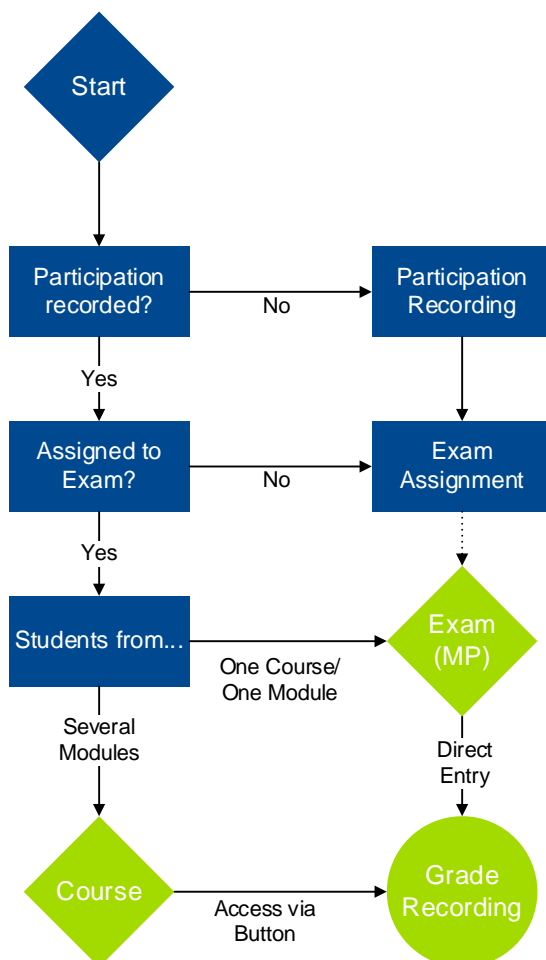 Start
Participation
recorded?
No
Participation
Recording
Yes
Assigned to
Exam?
No
Exam
Assignment
Yes
Students from...
One Course/
One Module
Exam
(MP)
Several
Modules
Direct
Entry
Course
Access via
Button
Grade
Recording